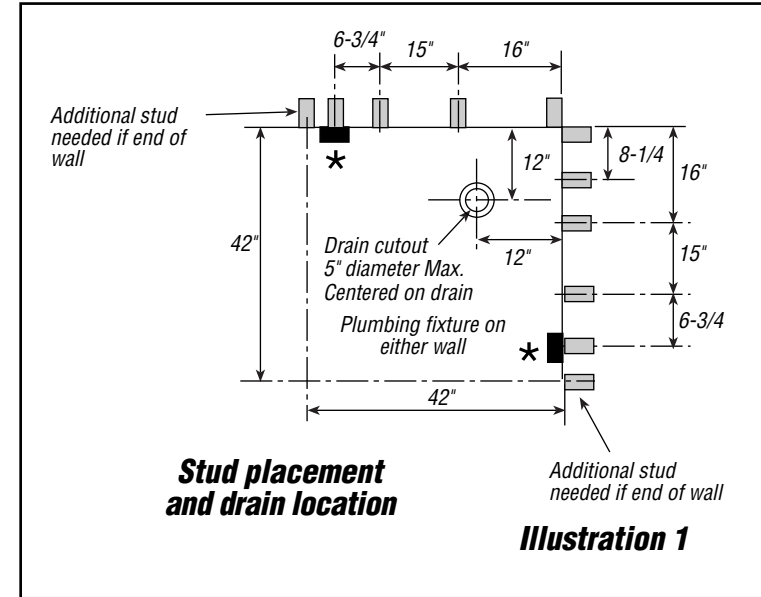 6-3/4"
15"
16"
Additional stud
needed if end of
wall
*
12"
8-1/4
16"
42"
Drain cutout
5" diameter Max.
Centered on drain
12"
15"
Plumbing fixture on
either wall
*
6-3/4
42"
Stud placement
and drain location
Additional stud
needed if end of wall
Illustration 1